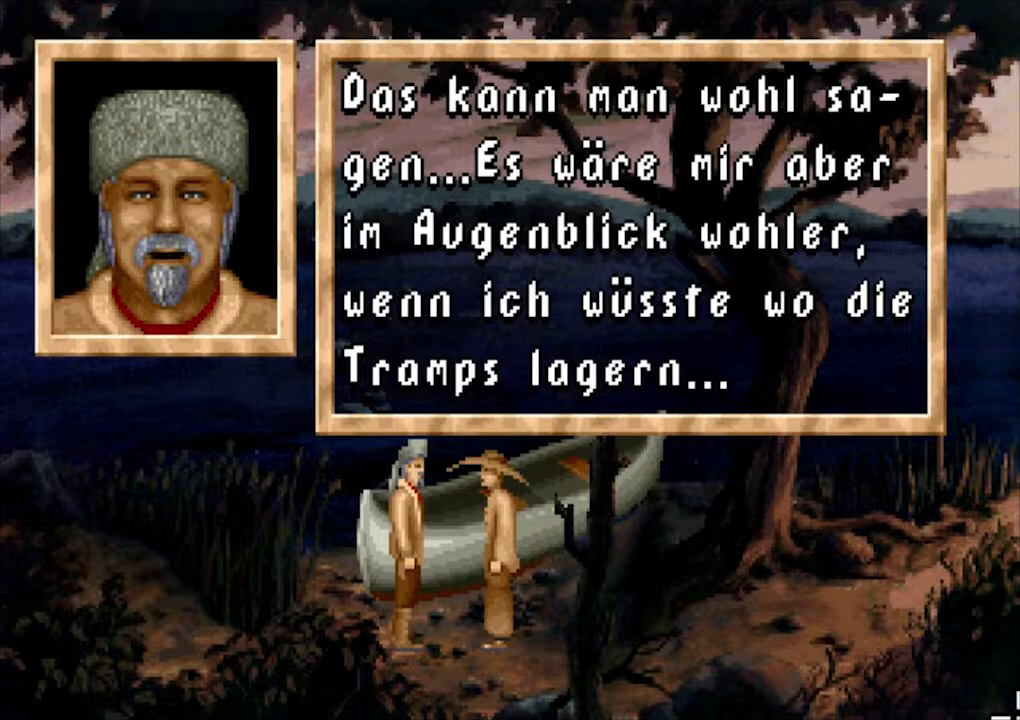 Das kann man wohl sa-
gen...Es wäre mir aber
im Augenblick wohler,
wenn ich wüsste wo die
Tramps lagern...